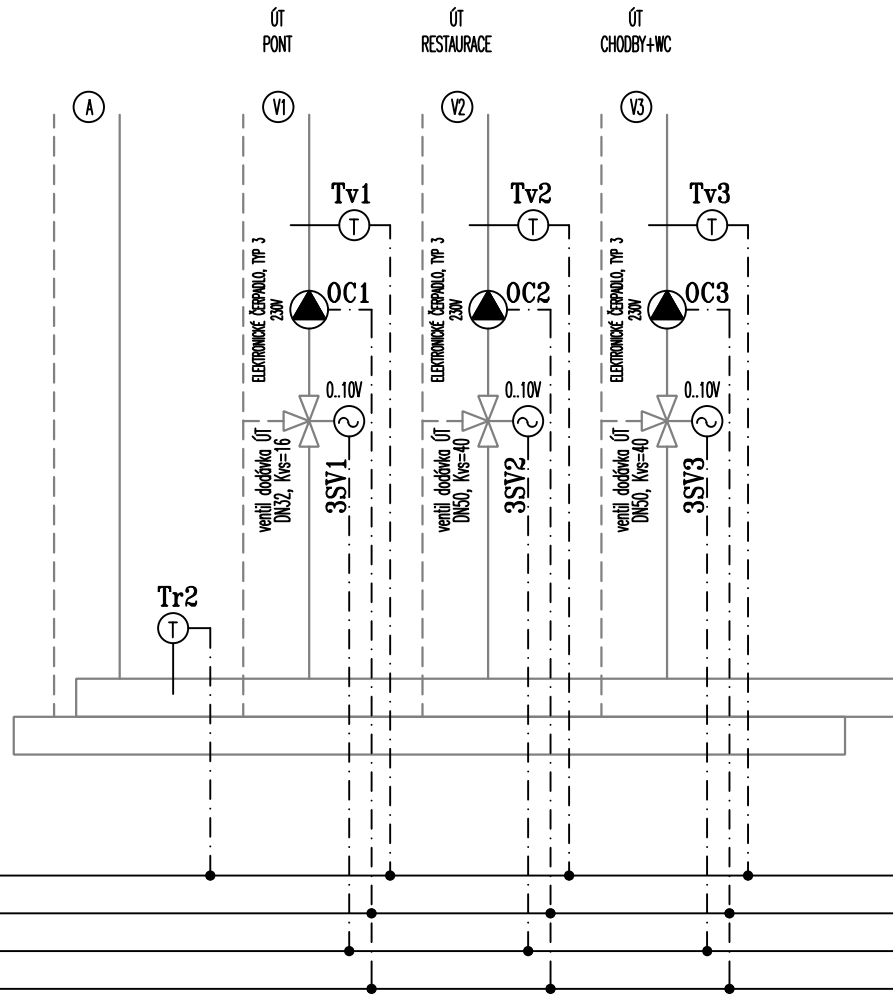 ÚT
PONT
ÚT
RESTAURACE
ÚT
CHODBY+WC
A
V1
V2
V3
Tv1
T
Tv2
T
Tv3
T
ELEKTRONICKÉ ČERPADLO, TYP 3
230V
OC1
ELEKTRONICKÉ ČERPADLO, TYP 3
230V
OC2
ELEKTRONICKÉ ČERPADLO, TYP 3
230V
OC3
0..10V
0..10V
0..10V
ventil dodávka ÚT
DN32, Kvs=16
3SV1
ventil dodávka ÚT
DN50, Kvs=40
3SV2
ventil dodávka ÚT
DN50, Kvs=40
3SV3
Tr2
T